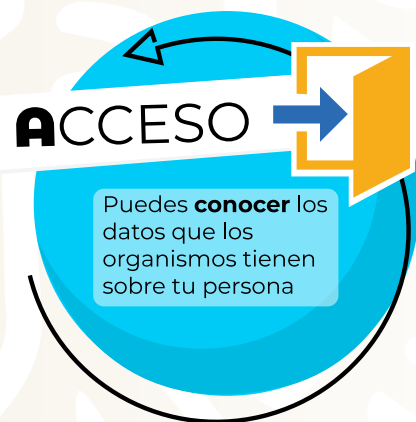 ACCESO
Puedes conocer los
datos que los
organismos tienen
sobre tu persona